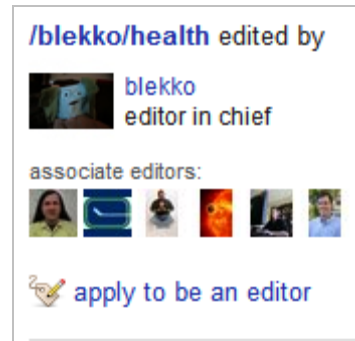 /blekko/health edited by
blekko
editor in chief
associate editors:
apply to be an editor